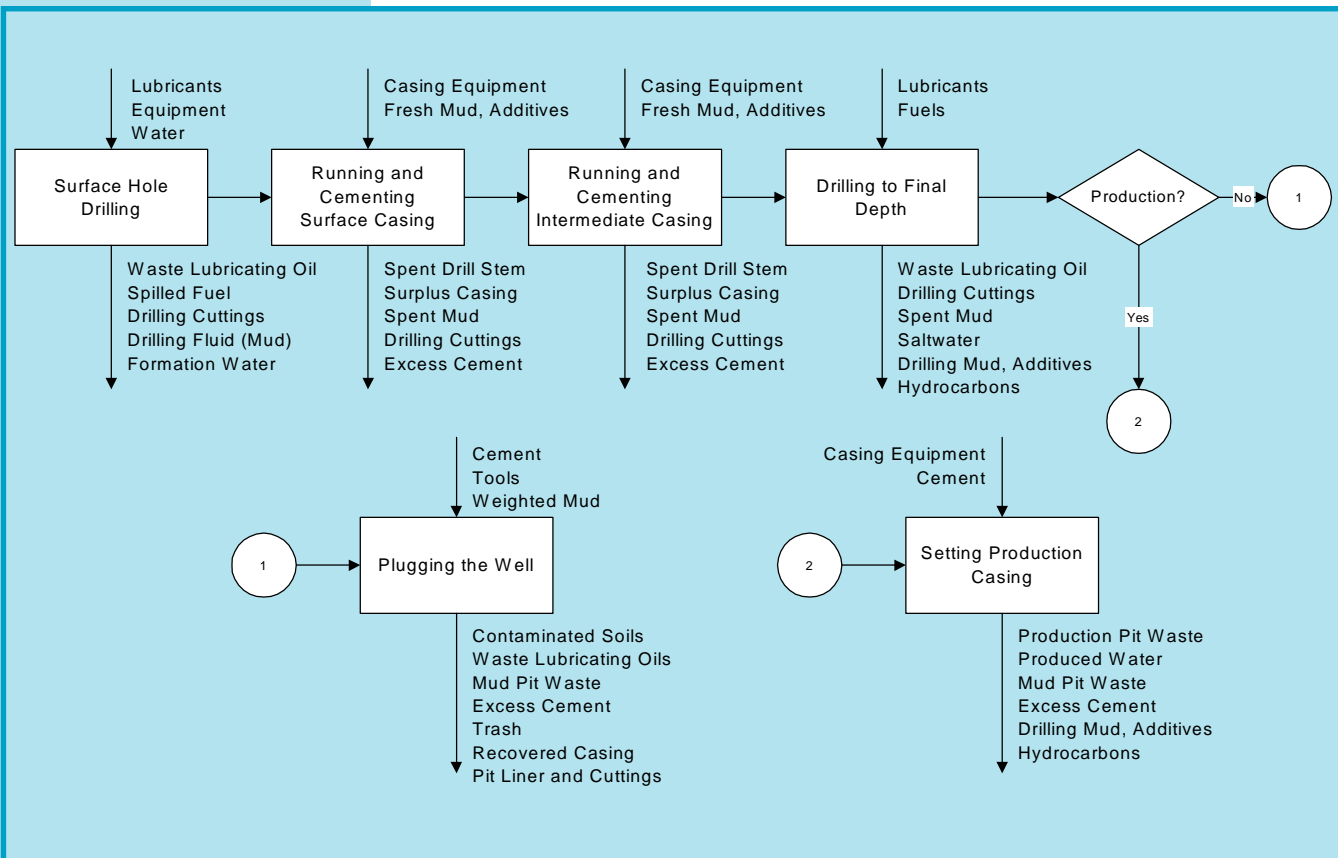 Lubricants
Equipment
Water
Casing Equipment
Fresh Mud, Additives
Casing Equipment
Fresh Mud, Additives
Lubricants
Fuels
Surface Hole
Drilling
Running and
Cementing
Surface Casing
Running and
Cementing
Intermediate Casing
Drilling to Final
Depth
Production?
No
1
Waste Lubricating Oil
Spilled Fuel
Drilling Cuttings
Drilling Fluid (Mud)
Formation Water
Spent Drill Stem
Surplus Casing
Spent Mud
Drilling Cuttings
Excess Cement
Spent Drill Stem
Surplus Casing
Spent Mud
Drilling Cuttings
Excess Cement
Waste Lubricating Oil
Drilling Cuttings
Spent Mud
Saltwater
Drilling Mud, Additives
Hydrocarbons
Yes
2
Cement
Tools
Weighted Mud
1
Plugging the Well
Contaminated Soils
Waste Lubricating Oils
Mud Pit Waste
Excess Cement
Trash
Recovered Casing
Pit Liner and Cuttings
Casing Equipment
Cement
2
Setting Production
Casing
Production Pit Waste
Produced Water
Mud Pit Waste
Excess Cement
Drilling Mud, Additives
Hydrocarbons